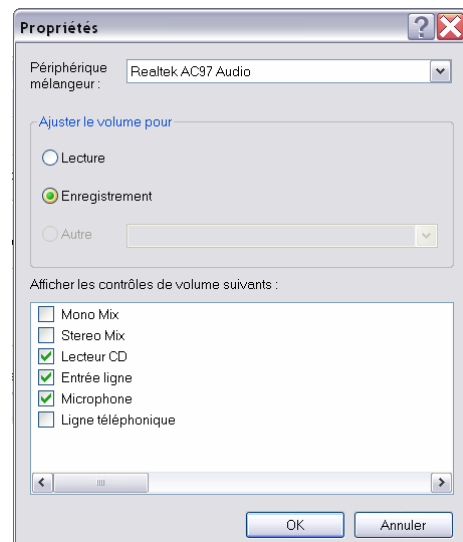 Propriétés
Périphérique
mélangeur :
Realtek AC97 Audio
Ajuster le volume pour
Lecture
Enregistrement
Autre
Afficher les contrôles de volume suivants :
Mono Mix
Stereo Mix
Lecteur CD
Entrée ligne
Microphone
Ligne téléphonique
OK
Annuler